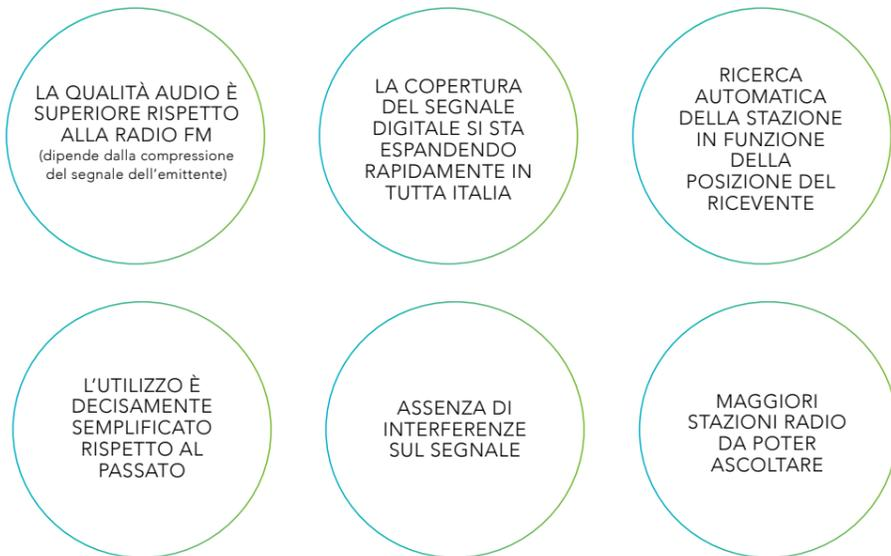 LA QUALITÀ AUDIO È
SUPERIORE RISPETTO
ALLA RADIO FM
(dipende dalla compressione
del segnale dell'emittente)
LA COPERTURA
DEL SEGNALE
DIGITALE SI STA
ESPANDENDO
RAPIDAMENTE IN
TUTTA ITALIA
RICERCA
AUTOMATICA
DELLA STAZIONE
IN FUNZIONE
DELLA
POSIZIONE DEL
RICEVENTE
L'UTILIZZO È
DECISAMENTE
SEMPLIFICATO
RISPETTO AL
PASSATO
ASSENZA DI
INTERFERENZE
SUL SEGNALE
MAGGIORI
STAZIONI RADIO
DA POTER
ASCOLTARE